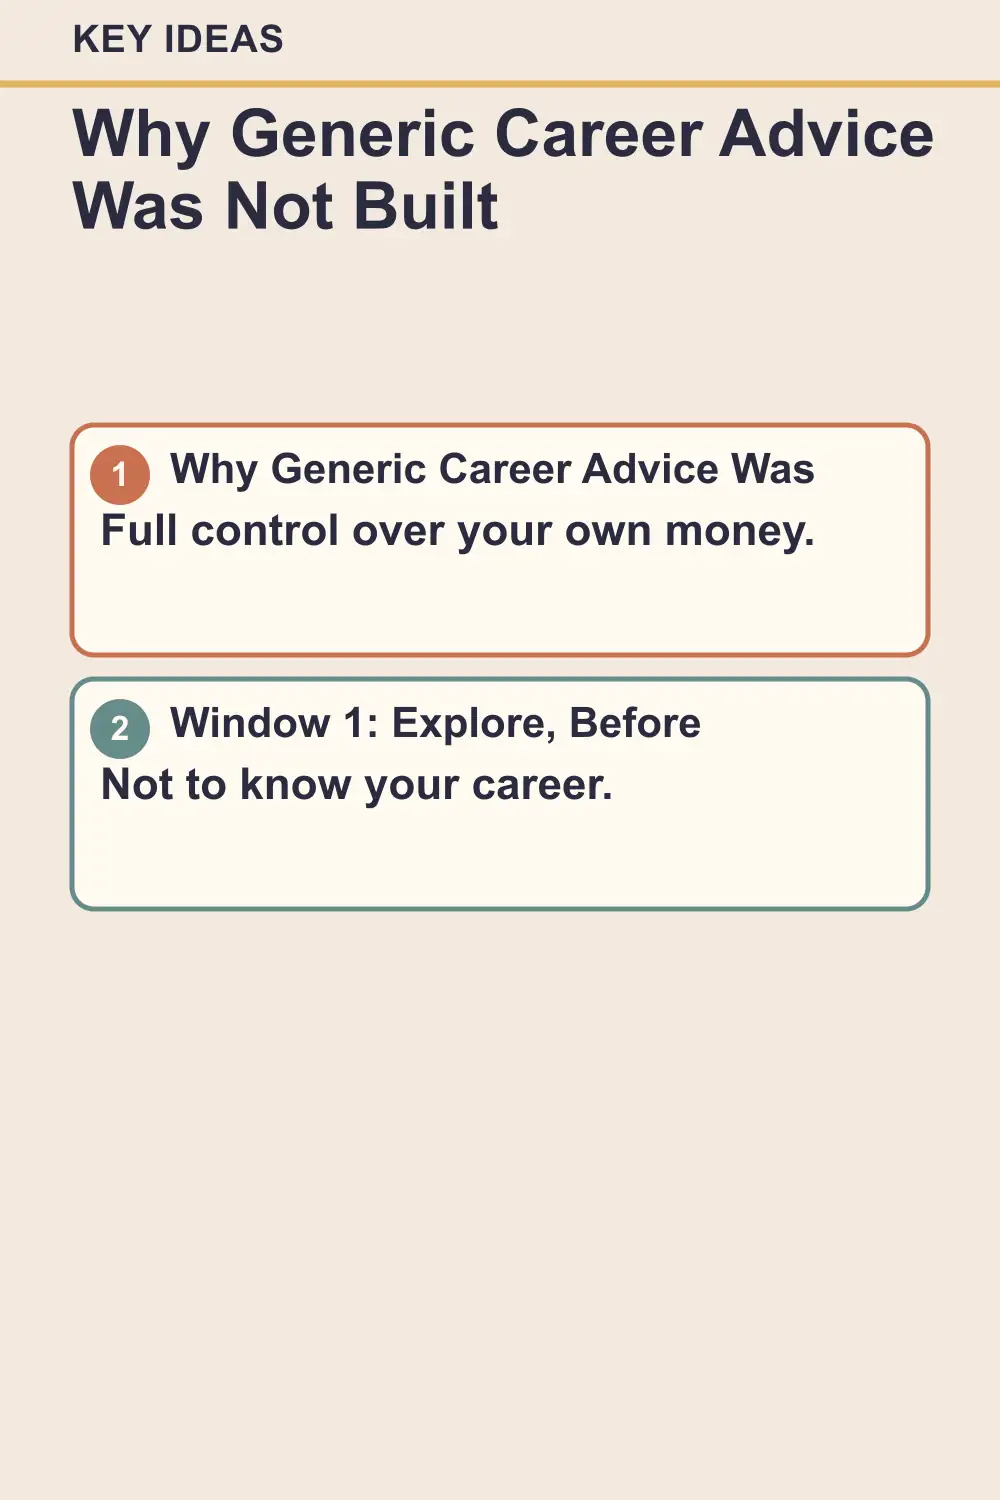 KEY IDEAS
Why Generic Career Advice
Was Not Built
1 Why Generic Career Advice Was
Full control over your own money.
2 Window 1: Explore, Before
Not to know your career.